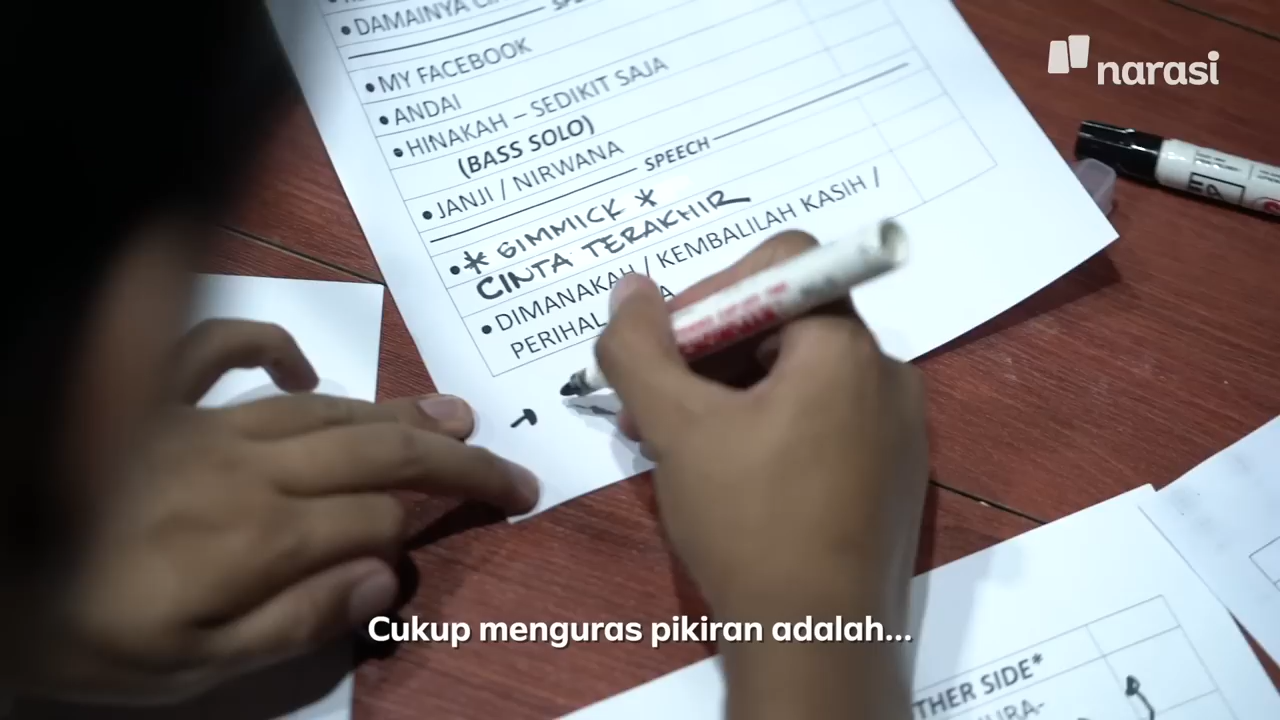 DAMAINYA
narasi
• MY FACEBOOK
• ANDAI
• HINAKAH – SEDIKIT SAJA
(BASS SOLO)
• JANJI / NIRWANA
SPEECH
• * GIMMICK *
CINTA TERAKHIR
• DIMANAKAH / KEMBALILAH KASIH /
PERIHAL
Cukup menguras pikiran adalah...
THER SIDE*